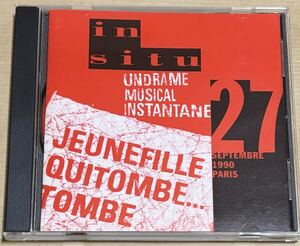 in
situ
UNDRAME
MUSICAL
INSTANTANE
27
SEPTEMBRE
1990
PARIS
JEUNEFILLE
QUITOMBE...
TOMBE